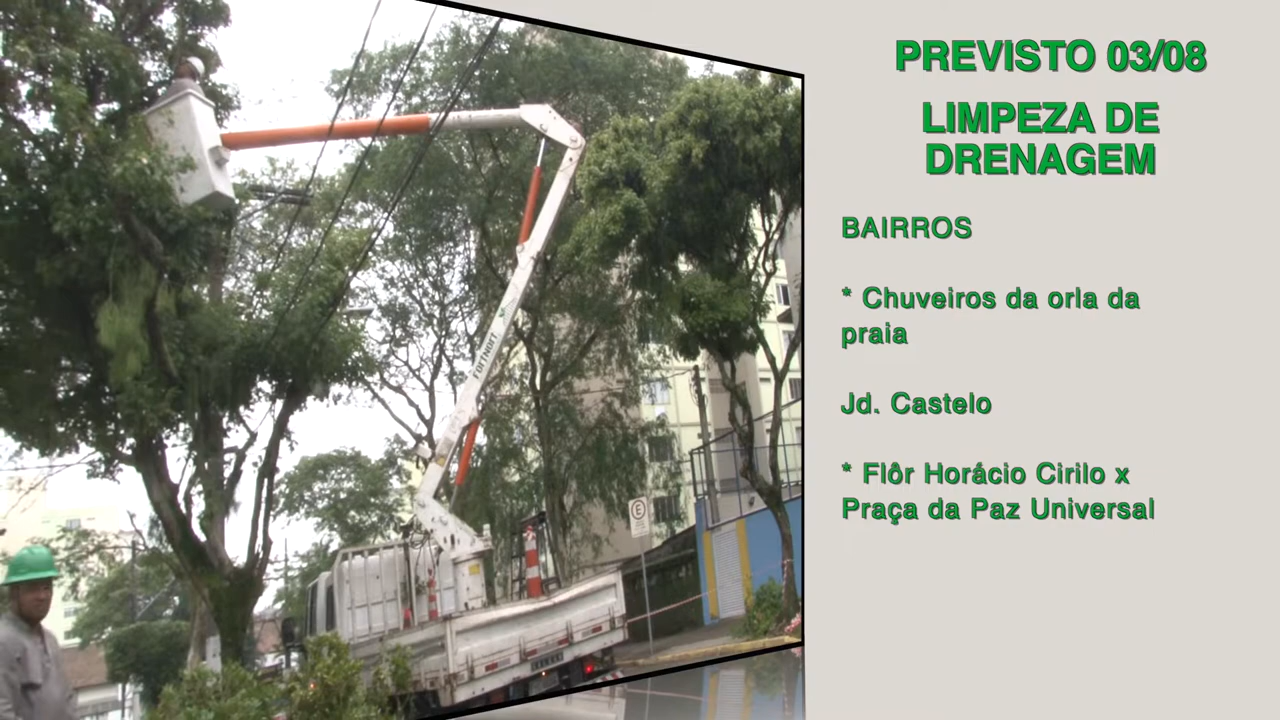 PREVISTO 03/08
LIMPEZA DE
DRENAGEM
BAIRROS
* Chuveiros da orla da
praia
Jd. Castelo
* Flôr Horácio Cirilo x
Praça da Paz Universal
E